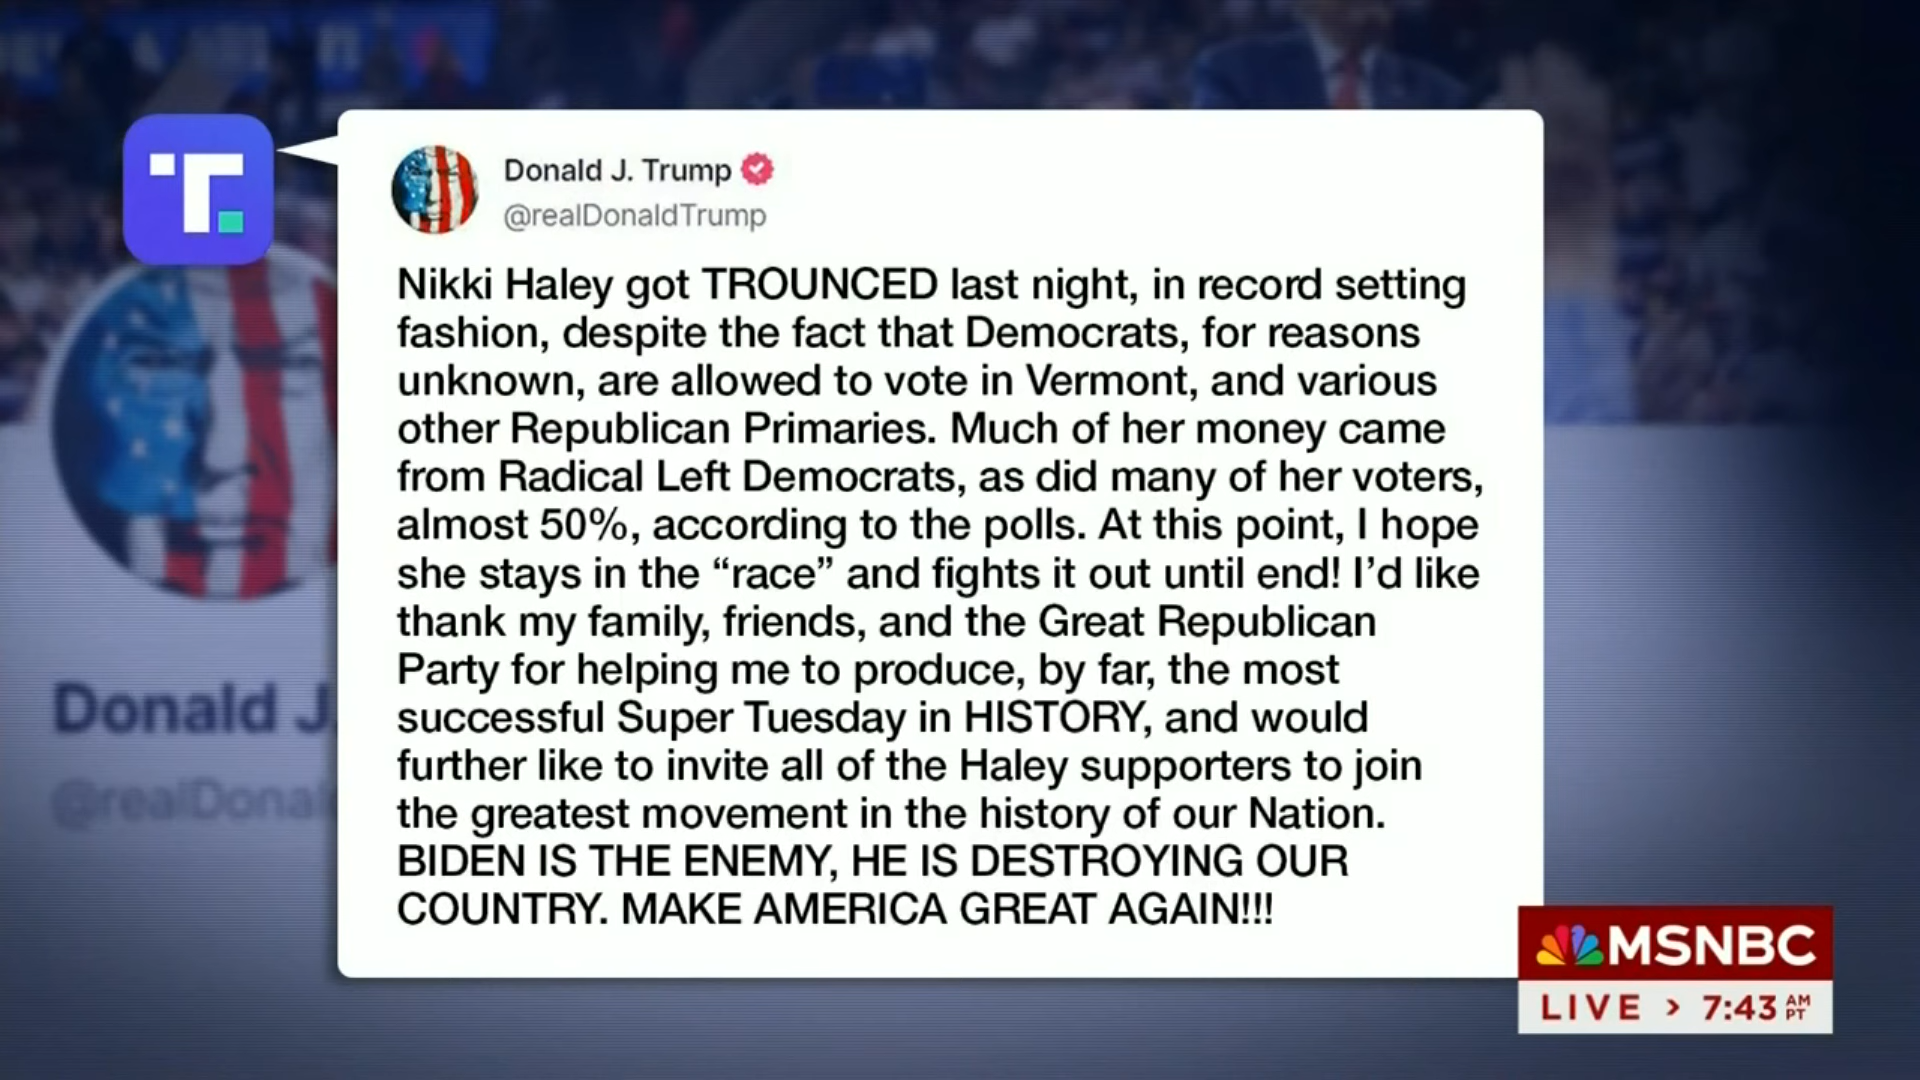 Donald J. Trump
@realDonaldTrump
Nikki Haley got TROUNCED last night, in record setting
fashion, despite the fact that Democrats, for reasons
unknown, are allowed to vote in Vermont, and various
other Republican Primaries. Much of her money came
from Radical Left Democrats, as did many of her voters,
almost 50%, according to the polls. At this point, I hope
she stays in the “race” and fights it out until end! I’d like
thank my family, friends, and the Great Republican
Party for helping me to produce, by far, the most
successful Super Tuesday in HISTORY, and would
further like to invite all of the Haley supporters to join
the greatest movement in the history of our Nation.
BIDEN IS THE ENEMY, HE IS DESTROYING OUR
COUNTRY. MAKE AMERICA GREAT AGAIN!!!
Donald J.
@realDonal
MSNBC
LIVE > 7:43 AM PT